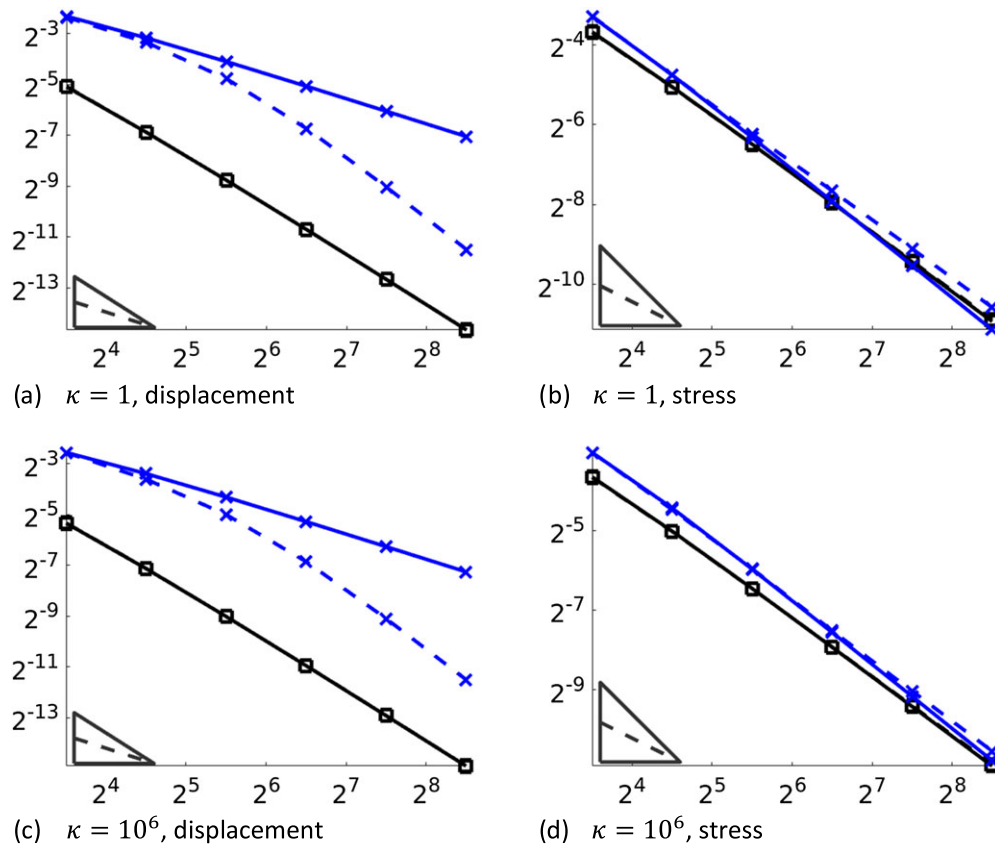 2^-3
2^-5
2^-7
2^-9
2^-11
2^-13
2^4 2^5 2^6 2^7 2^8
(a) κ = 1, displacement
2^-4
2^-6
2^-8
2^-10
2^4 2^5 2^6 2^7 2^8
(b) κ = 1, stress
2^-3
2^-5
2^-7
2^-9
2^-11
2^-13
2^4 2^5 2^6 2^7 2^8
(c) κ = 10^6, displacement
2^-5
2^-7
2^-9
2^4 2^5 2^6 2^7 2^8
(d) κ = 10^6, stress